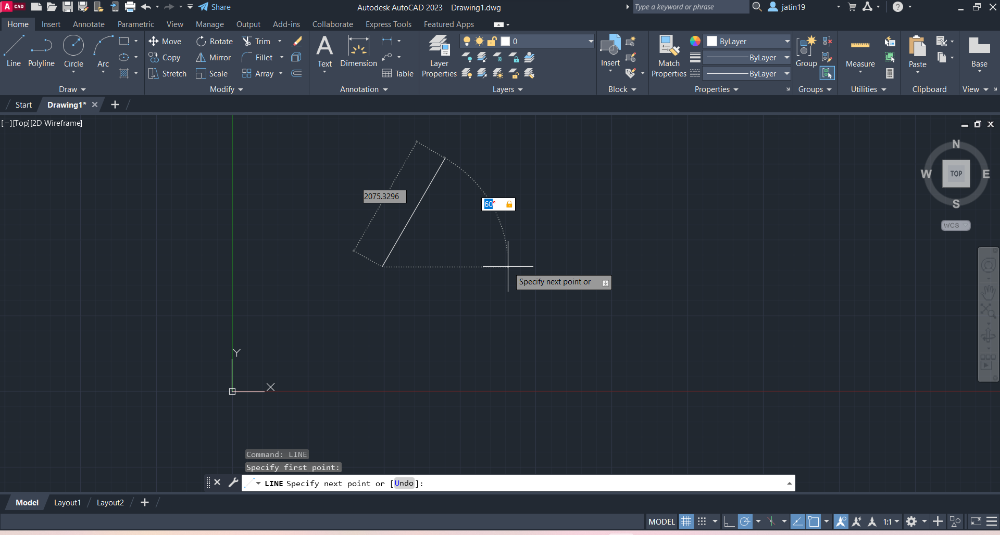 A CAD Share Autodesk AutoCAD 2023 Drawing1.dwg Type a keyword or phrase jatin19 ?
Home Insert Annotate Parametric View Manage Output Add-ins Collaborate Express Tools Featured Apps
Line Polyline Circle Arc
Move Rotate Trim
Copy Mirror Fillet
Stretch Scale Array
A
Text Dimension
Table
Layer
Properties
0
Insert
Match
Properties
ByLayer
ByLayer
ByLayer
Group
Measure
Paste
Base
Draw Modify Annotation Layers Block Properties Groups Utilities Clipboard View
Start Drawing1* +
[−][Top][2D Wireframe]
N
W TOP E
S
WCS
2075.3296
60°
Specify next point or
Y
X
Command: LINE
Specify first point:
LINE Specify next point or [Undo]:
Model Layout1 Layout2 +
MODEL 1:1